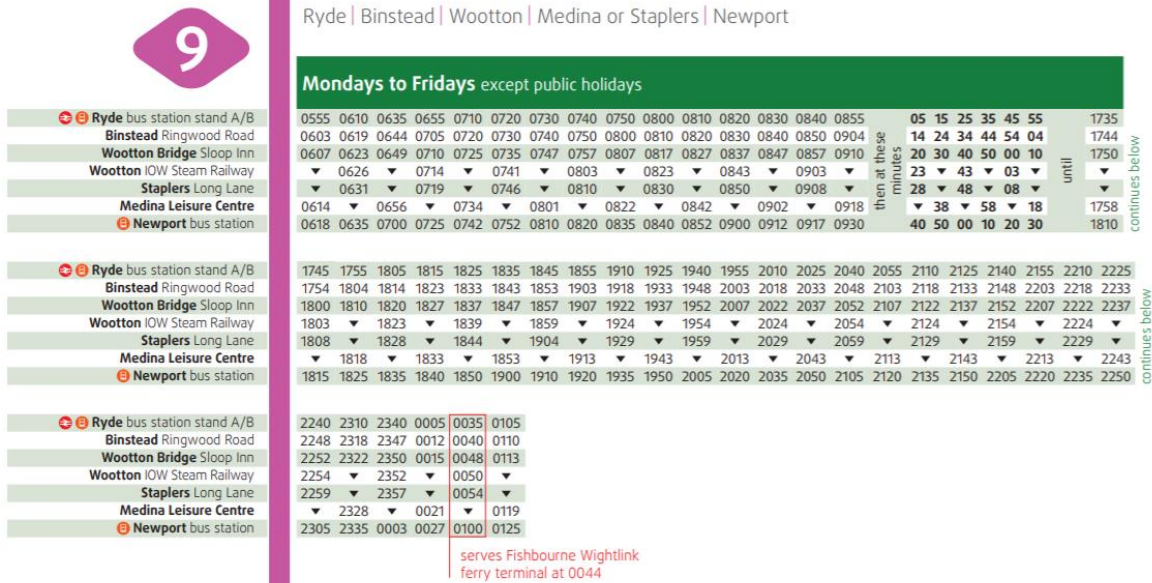 9
Ryde | Binstead | Wootton | Medina or Staplers | Newport
Mondays to Fridays except public holidays
Ryde bus station stand A/B 0555 0610 0635 0655 0710 0720 0730 0740 0750 0800 0810 0820 0830 0840 0855 05 15 25 35 45 55 1735
Binstead Ringwood Road 0603 0619 0644 0705 0720 0730 0740 0750 0800 0810 0820 0830 0840 0850 0904 14 24 34 44 54 04 1744
Wootton Bridge Sloop Inn 0607 0623 0649 0710 0725 0735 0747 0757 0807 0817 0827 0837 0847 0857 0910 20 30 40 50 00 10 1750
Wootton IOW Steam Railway ▼ 0626 ▼ 0714 ▼ 0741 ▼ 0803 ▼ 0823 ▼ 0843 ▼ 0903 ▼ 23 ▼ 43 ▼ 03 ▼ ▼
Staplers Long Lane ▼ 0631 ▼ 0719 ▼ 0746 ▼ 0810 ▼ 0830 ▼ 0850 ▼ 0908 ▼ 28 ▼ 48 ▼ 08 ▼ ▼
Medina Leisure Centre 0614 ▼ 0656 ▼ 0734 ▼ 0801 ▼ 0822 ▼ 0842 ▼ 0902 ▼ 0918 ▼ 38 ▼ 58 ▼ 18 1758
Newport bus station 0618 0635 0700 0725 0742 0752 0810 0820 0835 0840 0852 0900 0912 0917 0930 40 50 00 10 20 30 1810
then at these
minutes
until
continues below
Ryde bus station stand A/B 1745 1755 1805 1815 1825 1835 1845 1855 1910 1925 1940 1955 2010 2025 2040 2055 2110 2125 2140 2155 2210 2225
Binstead Ringwood Road 1754 1804 1814 1823 1833 1843 1853 1903 1918 1933 1948 2003 2018 2033 2048 2103 2118 2133 2148 2203 2218 2233
Wootton Bridge Sloop Inn 1800 1810 1820 1827 1837 1847 1857 1907 1922 1937 1952 2007 2022 2037 2052 2107 2122 2137 2152 2207 2222 2237
Wootton IOW Steam Railway 1803 ▼ 1823 ▼ 1839 ▼ 1859 ▼ 1924 ▼ 1954 ▼ 2024 ▼ 2054 ▼ 2124 ▼ 2154 ▼ 2224 ▼
Staplers Long Lane 1808 ▼ 1828 ▼ 1844 ▼ 1904 ▼ 1929 ▼ 1959 ▼ 2029 ▼ 2059 ▼ 2129 ▼ 2159 ▼ 2229 ▼
Medina Leisure Centre ▼ 1818 ▼ 1833 ▼ 1853 ▼ 1913 ▼ 1943 ▼ 2013 ▼ 2043 ▼ 2113 ▼ 2143 ▼ 2213 ▼ 2243
Newport bus station 1815 1825 1835 1840 1850 1900 1910 1920 1935 1950 2005 2020 2035 2050 2105 2120 2135 2150 2205 2220 2235 2250
continues below
Ryde bus station stand A/B 2240 2310 2340 0005 0035 0105
Binstead Ringwood Road 2248 2318 2347 0012 0040 0110
Wootton Bridge Sloop Inn 2252 2322 2350 0015 0048 0113
Wootton IOW Steam Railway 2254 ▼ 2352 ▼ 0050 ▼
Staplers Long Lane 2259 ▼ 2357 ▼ 0054 ▼
Medina Leisure Centre ▼ 2328 ▼ 0021 ▼ 0119
Newport bus station 2305 2335 0003 0027 0100 0125
serves Fishbourne Wightlink
ferry terminal at 0044